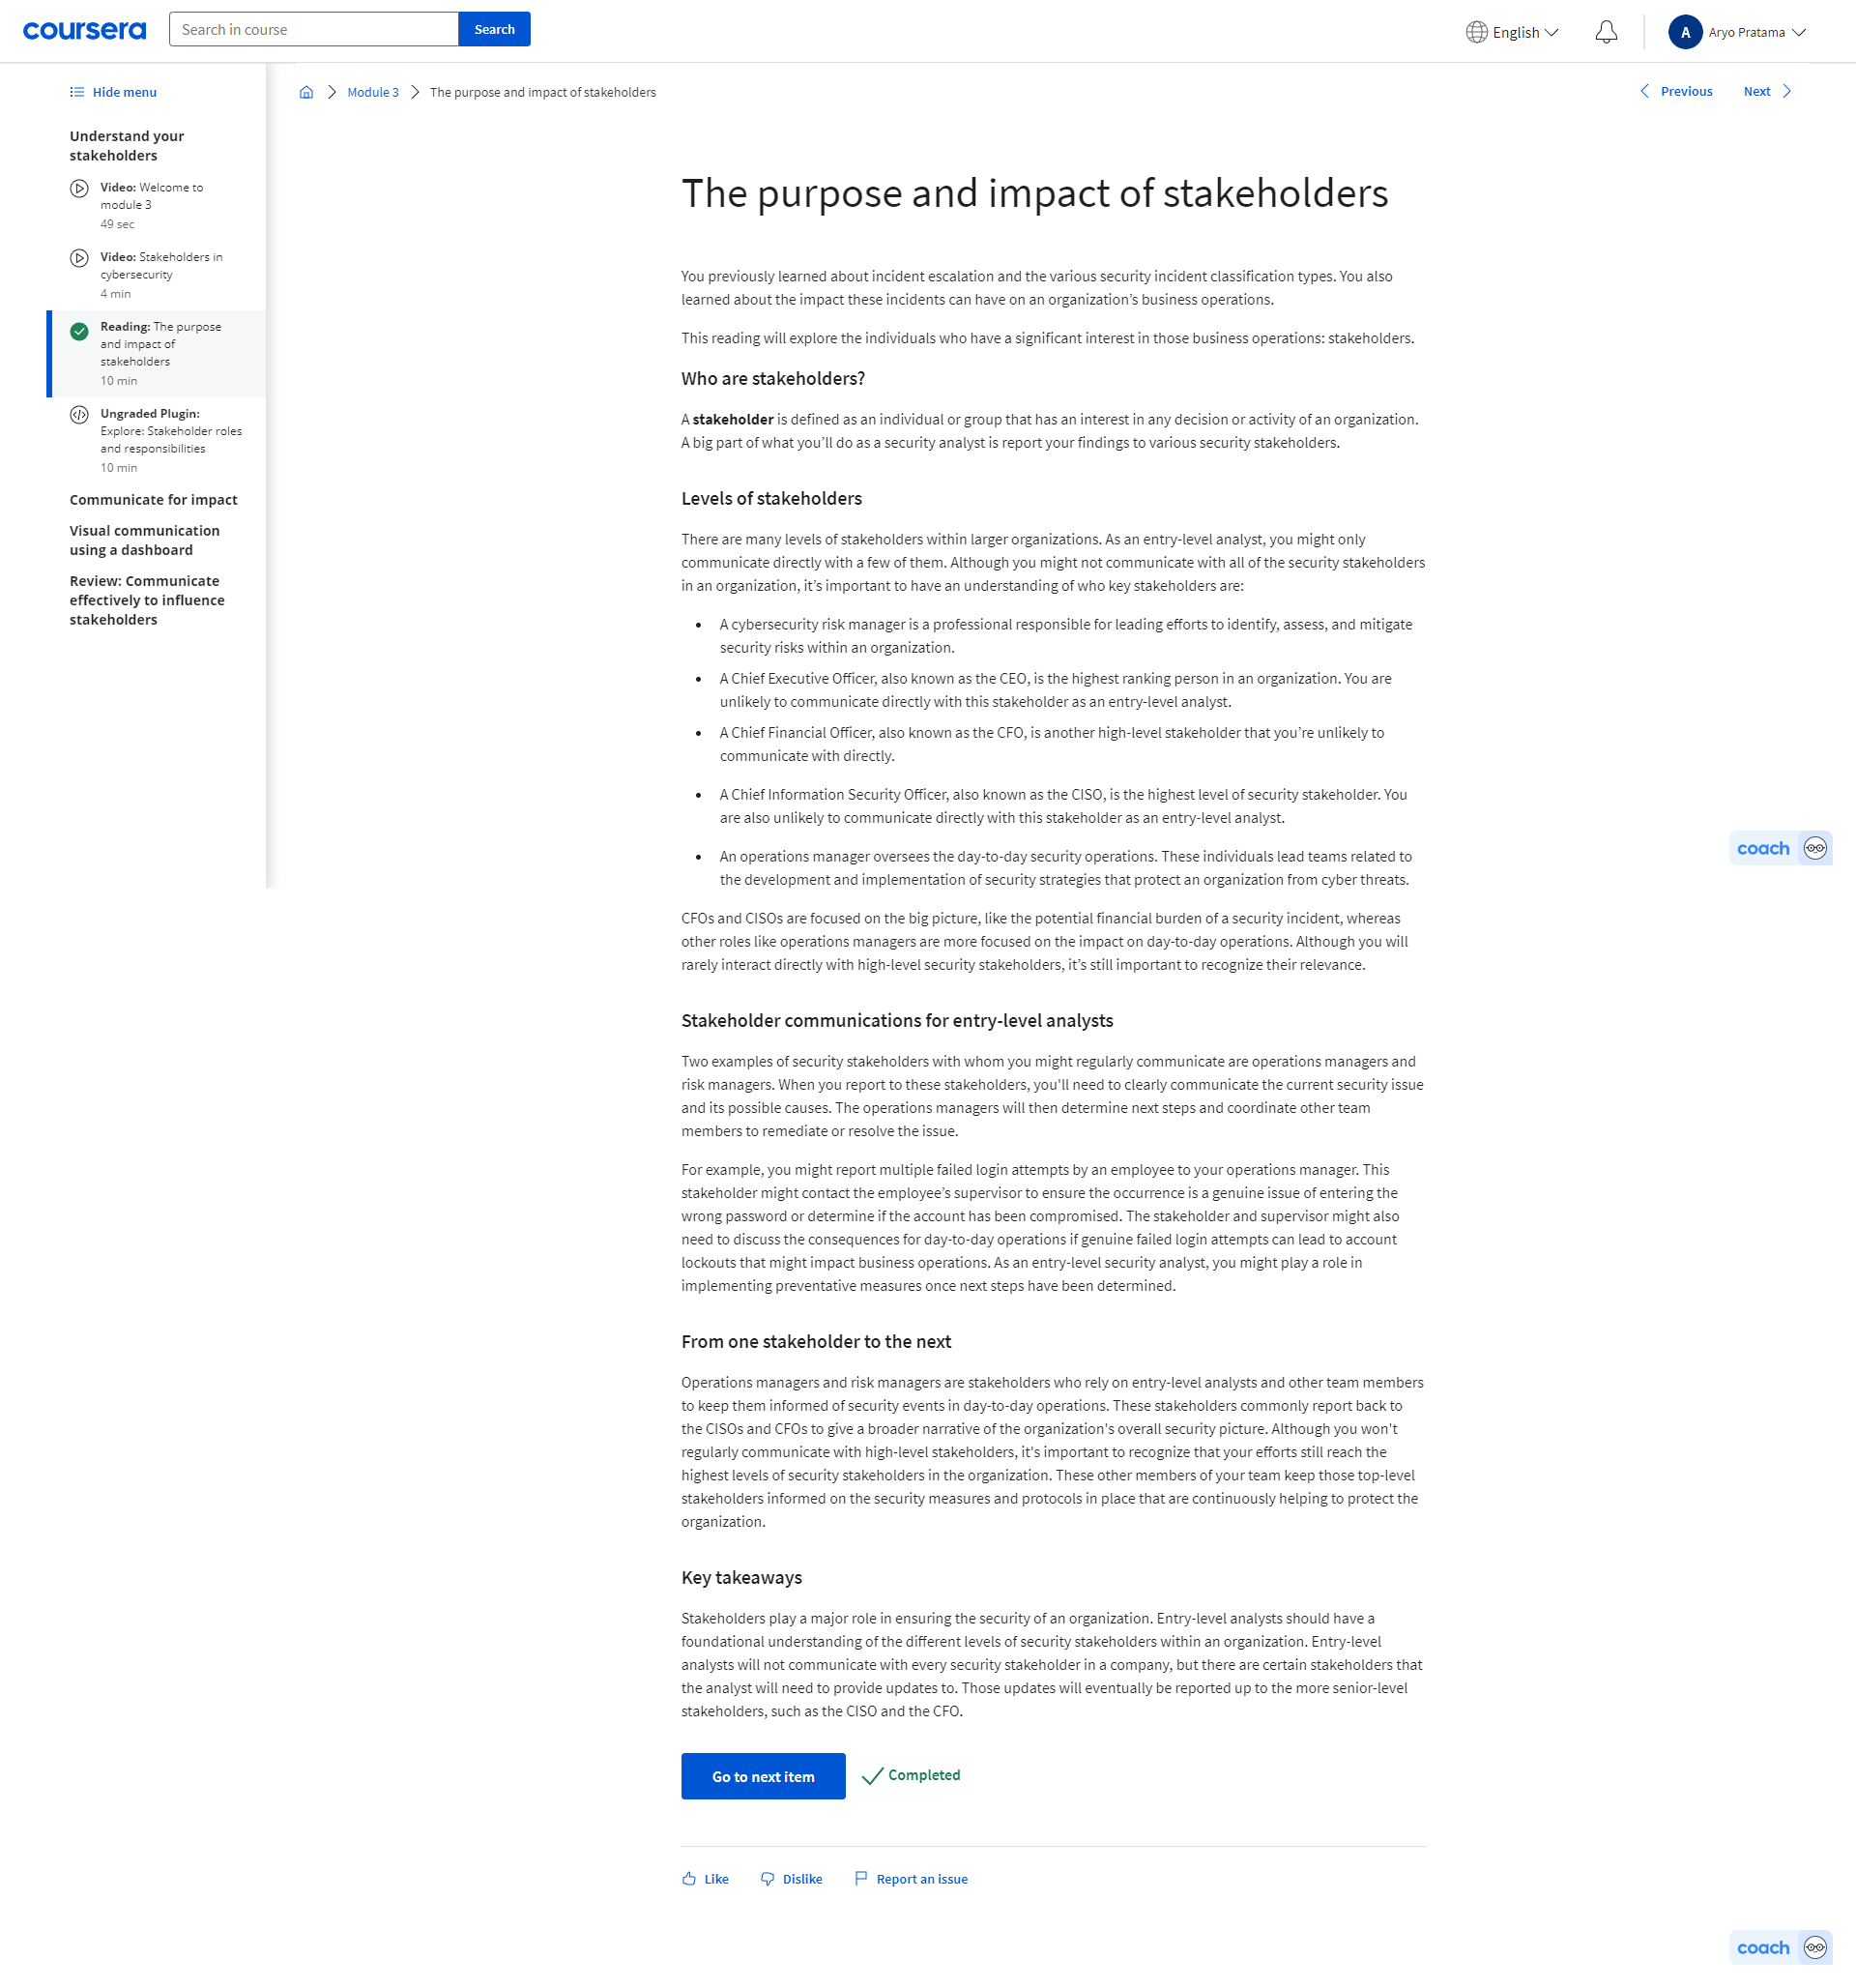 coursera
Search in course
Search
English
A
Aryo Pratama
Hide menu
Understand your
stakeholders
Video: Welcome to
module 3
49 sec
Video: Stakeholders in
cybersecurity
4 min
Reading: The purpose
and impact of
stakeholders
10 min
Ungraded Plugin:
Explore: Stakeholder roles
and responsibilities
10 min
Communicate for impact
Visual communication
using a dashboard
Review: Communicate
effectively to influence
stakeholders
Module 3
The purpose and impact of stakeholders
Previous
Next
The purpose and impact of stakeholders
You previously learned about incident escalation and the various security incident classification types. You also
learned about the impact these incidents can have on an organization’s business operations.
This reading will explore the individuals who have a significant interest in those business operations: stakeholders.
Who are stakeholders?
A stakeholder is defined as an individual or group that has an interest in any decision or activity of an organization.
A big part of what you’ll do as a security analyst is report your findings to various security stakeholders.
Levels of stakeholders
There are many levels of stakeholders within larger organizations. As an entry-level analyst, you might only
communicate directly with a few of them. Although you might not communicate with all of the security stakeholders
in an organization, it’s important to have an understanding of who key stakeholders are:
• A cybersecurity risk manager is a professional responsible for leading efforts to identify, assess, and mitigate
security risks within an organization.
• A Chief Executive Officer, also known as the CEO, is the highest ranking person in an organization. You are
unlikely to communicate directly with this stakeholder as an entry-level analyst.
• A Chief Financial Officer, also known as the CFO, is another high-level stakeholder that you’re unlikely to
communicate with directly.
• A Chief Information Security Officer, also known as the CISO, is the highest level of security stakeholder. You
are also unlikely to communicate directly with this stakeholder as an entry-level analyst.
• An operations manager oversees the day-to-day security operations. These individuals lead teams related to
the development and implementation of security strategies that protect an organization from cyber threats.
CFOs and CISOs are focused on the big picture, like the potential financial burden of a security incident, whereas
other roles like operations managers are more focused on the impact on day-to-day operations. Although you will
rarely interact directly with high-level security stakeholders, it’s still important to recognize their relevance.
Stakeholder communications for entry-level analysts
Two examples of security stakeholders with whom you might regularly communicate are operations managers and
risk managers. When you report to these stakeholders, you'll need to clearly communicate the current security issue
and its possible causes. The operations managers will then determine next steps and coordinate other team
members to remediate or resolve the issue.
For example, you might report multiple failed login attempts by an employee to your operations manager. This
stakeholder might contact the employee’s supervisor to ensure the occurrence is a genuine issue of entering the
wrong password or determine if the account has been compromised. The stakeholder and supervisor might also
need to discuss the consequences for day-to-day operations if genuine failed login attempts can lead to account
lockouts that might impact business operations. As an entry-level security analyst, you might play a role in
implementing preventative measures once next steps have been determined.
From one stakeholder to the next
Operations managers and risk managers are stakeholders who rely on entry-level analysts and other team members
to keep them informed of security events in day-to-day operations. These stakeholders commonly report back to
the CISOs and CFOs to give a broader narrative of the organization's overall security picture. Although you won't
regularly communicate with high-level stakeholders, it's important to recognize that your efforts still reach the
highest levels of security stakeholders in the organization. These other members of your team keep those top-level
stakeholders informed on the security measures and protocols in place that are continuously helping to protect the
organization.
Key takeaways
Stakeholders play a major role in ensuring the security of an organization. Entry-level analysts should have a
foundational understanding of the different levels of security stakeholders within an organization. Entry-level
analysts will not communicate with every security stakeholder in a company, but there are certain stakeholders that
the analyst will need to provide updates to. Those updates will eventually be reported up to the more senior-level
stakeholders, such as the CISO and the CFO.
Go to next item
Completed
Like
Dislike
Report an issue
coach
coach